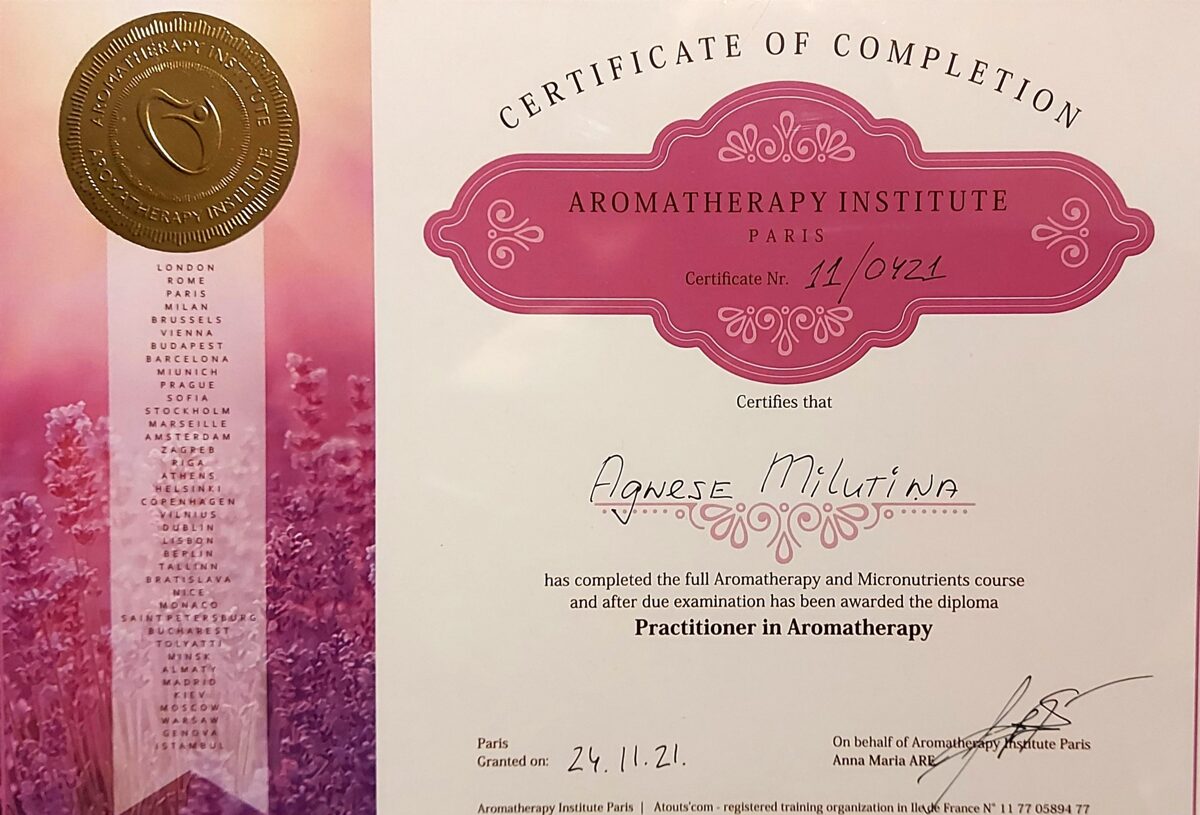 AROMATHERAPY INSTITUTE
AROMATHERAPY INSTITUTE
LONDON
ROME
PARIS
MILAN
BRUSSELS
VIENNA
BUDAPEST
BARCELONA
MIUNICH
PRAGUE
SOFIA
STOCKHOLM
MARSEILLE
AMSTERDAM
ZAGREB
RIGA
ATHENS
HELSINKI
COPENHAGEN
VILNIUS
DUBLIN
LISBON
BERLIN
TALLINN
BRATISLAVA
NICE
MONACO
SAINT PETERSBURG
BUCHAREST
TOLYATTI
MINSK
ALMATY
MADRID
KIEV
MOSCOW
WARSAW
GENOVA
ISTAMBUL
CERTIFICATE OF COMPLETION
AROMATHERAPY INSTITUTE
PARIS
Certificate Nr. 11/0421
Certifies that
Agnese Milutina
has completed the full Aromatherapy and Micronutrients course
and after due examination has been awarded the diploma
Practitioner in Aromatherapy
Paris
Granted on: 24.11.21.
On behalf of Aromatherapy Institute Paris
Anna Maria ARE
Aromatherapy Institute Paris | Atouts'com - registered training organization in Ile de France N° 11 77 05894 77